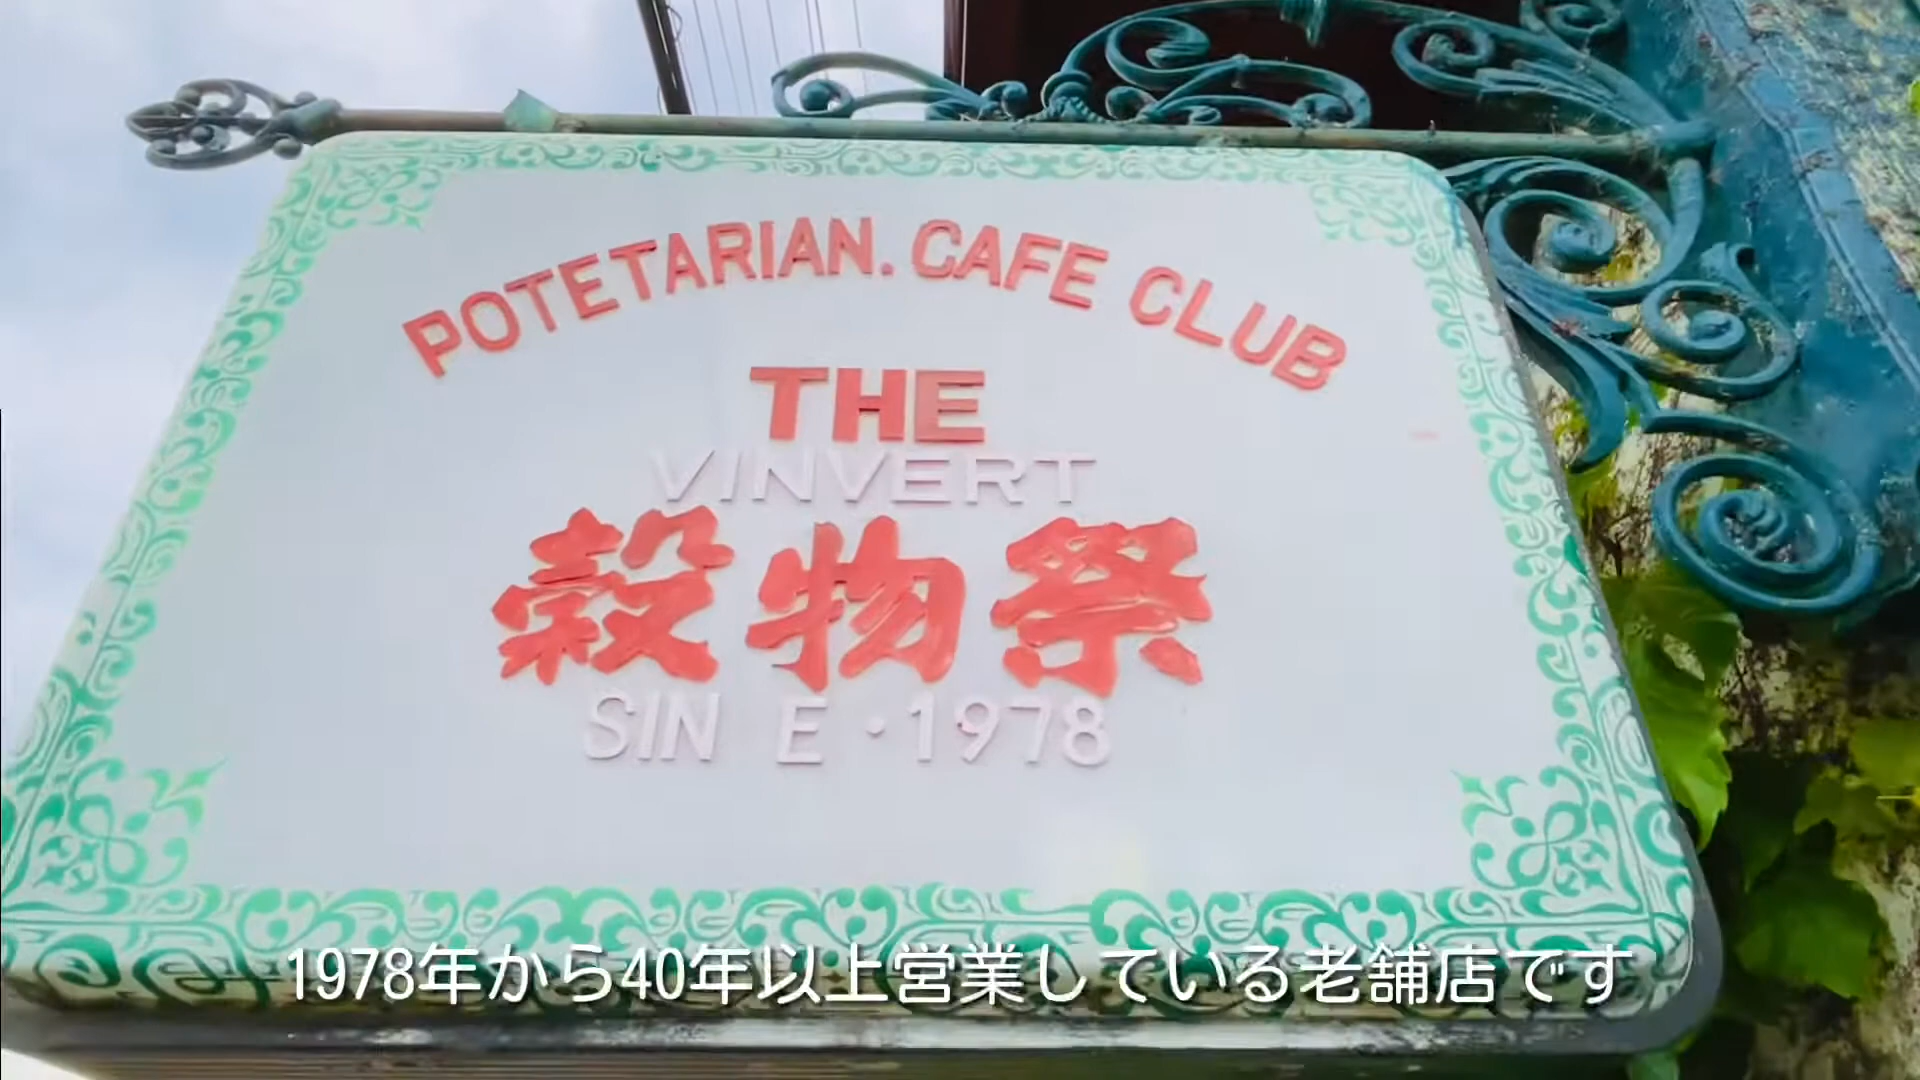 POTETARIAN. CAFE CLUB
THE
VINVERT
穀物祭
SIN E・1978
1978年から40年以上営業している老舗店です